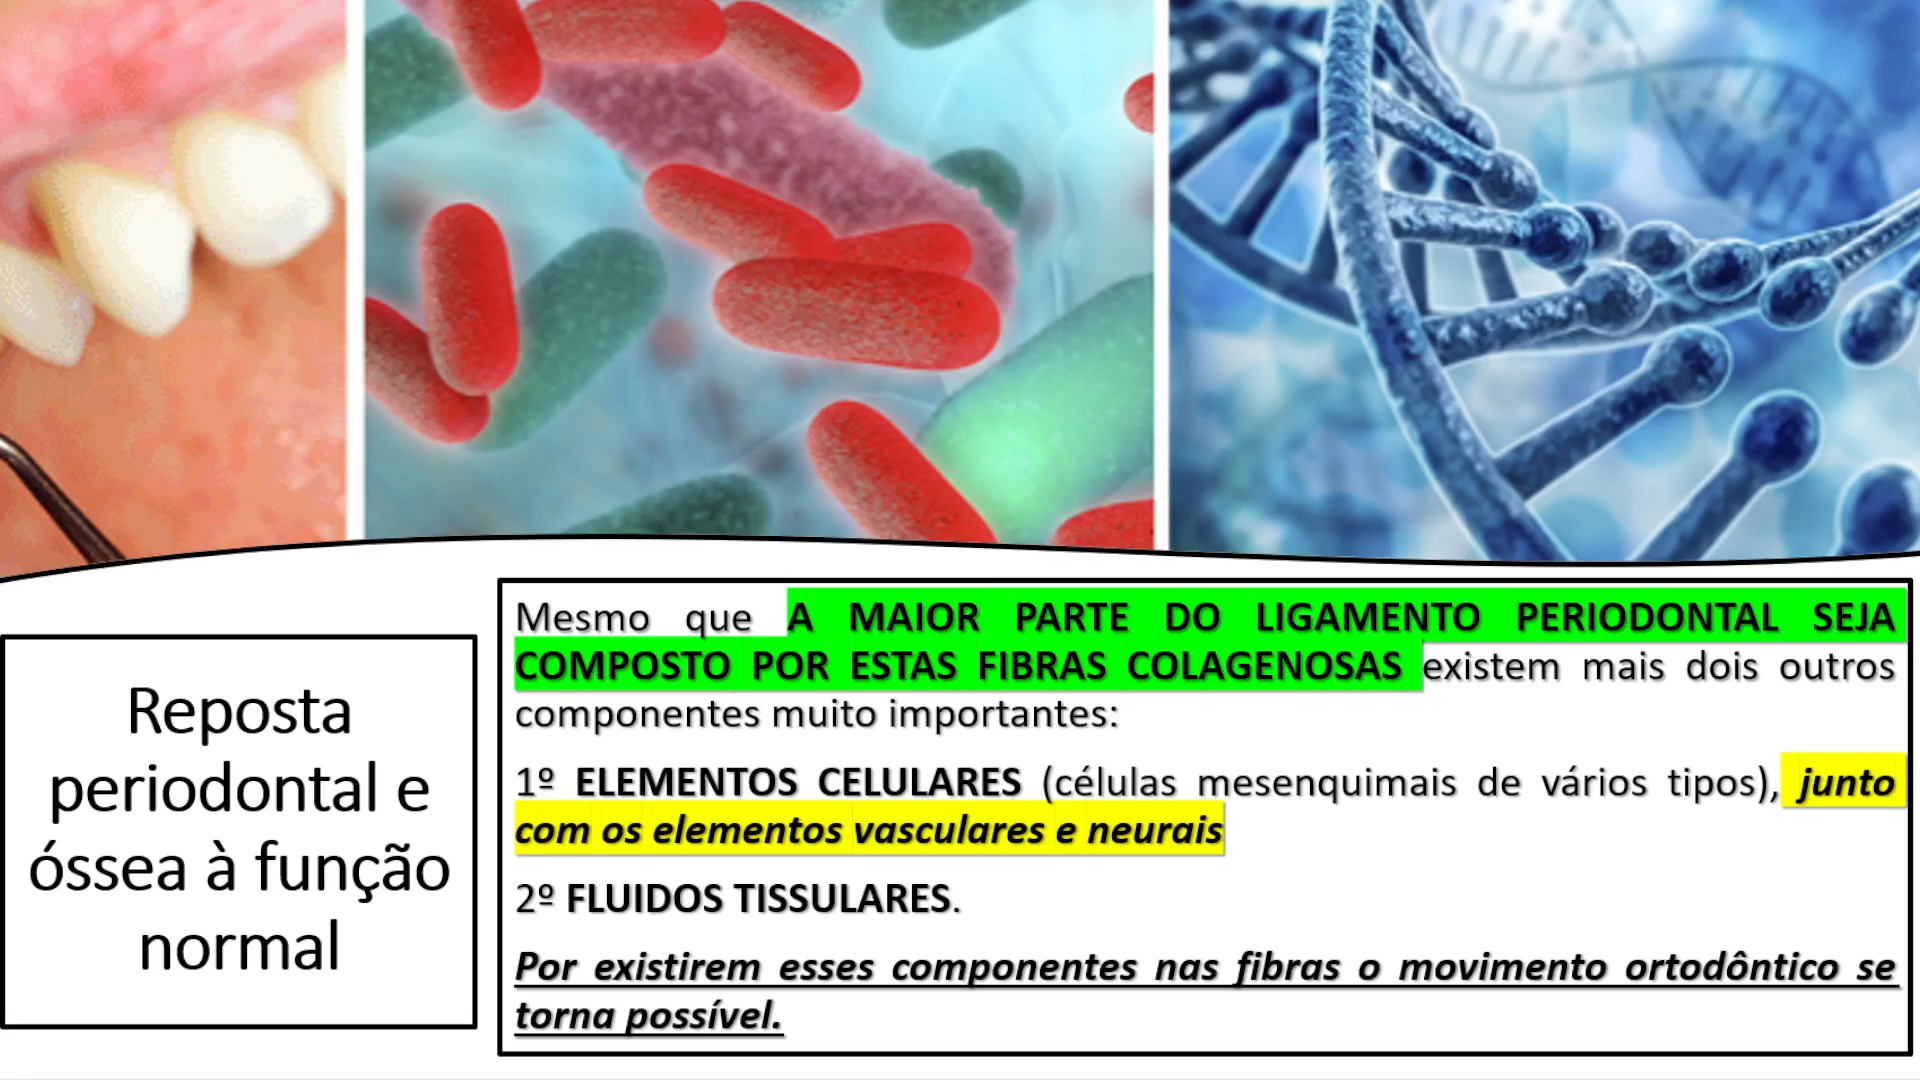 Reposta
periodontal e
óssea à função
normal
Mesmo que A MAIOR PARTE DO LIGAMENTO PERIODONTAL SEJA
COMPOSTO POR ESTAS FIBRAS COLAGENOSAS existem mais dois outros
componentes muito importantes:
1º ELEMENTOS CELULARES (células mesenquimais de vários tipos), junto
com os elementos vasculares e neurais
2º FLUIDOS TISSULARES.
Por existirem esses componentes nas fibras o movimento ortodôntico se
torna possível.